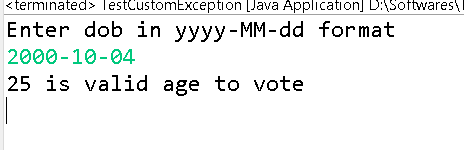 <terminated> TestCustomException [Java Application] D:\Softwares\
Enter dob in yyyy-MM-dd format
2000-10-04
25 is valid age to vote